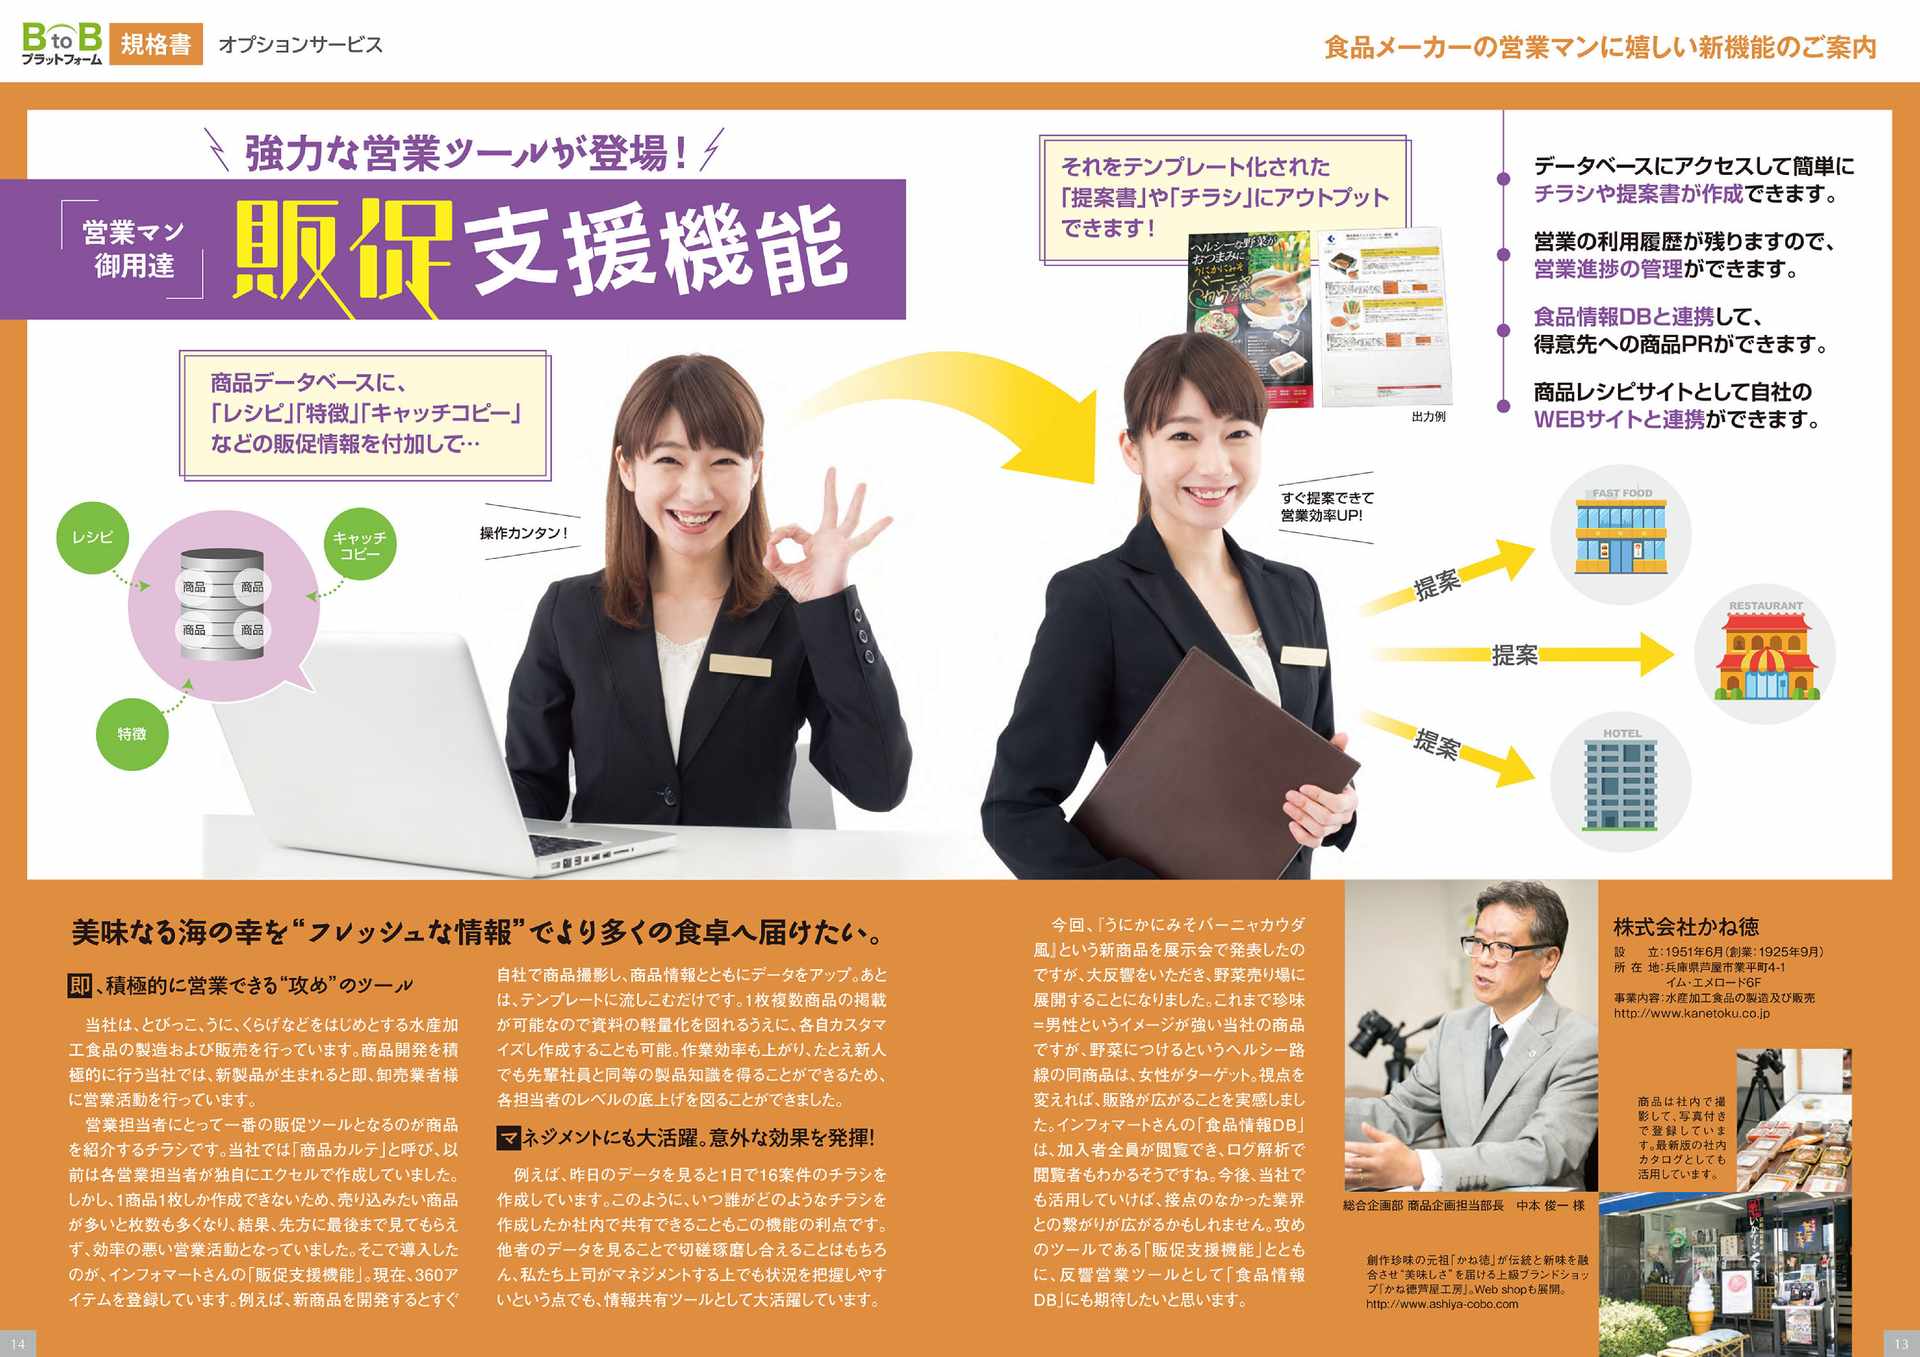 BtoB
プラットフォーム
規格書
オプションサービス
食品メーカーの営業マンに嬉しい新機能のご案内
強力な営業ツールが登場！
「営業マン
御用達」
販促支援機能
商品データベースに、
「レシピ」「特徴」「キャッチコピー」
などの販促情報を付加して…
レシピ
キャッチ
コピー
商品
商品
商品
商品
特徴
操作カンタン！
それをテンプレート化された
「提案書」や「チラシ」にアウトプット
できます！
ヘルシーな野菜が
おつまみに
うにかにみそ
バーニャ
カウダ風
出力例
すぐ提案できて
営業効率UP!
提案
提案
提案
FAST FOOD
RESTAURANT
HOTEL
データベースにアクセスして簡単に
チラシや提案書が作成できます。
営業の利用履歴が残りますので、
営業進捗の管理ができます。
食品情報DBと連携して、
得意先への商品PRができます。
商品レシピサイトとして自社の
WEBサイトと連携ができます。
美味なる海の幸を“フレッシュな情報”でより多くの食卓へ届けたい。
即、積極的に営業できる“攻め”のツール
当社は、とびっこ、うに、くらげなどをはじめとする水産加
工食品の製造および販売を行っています。商品開発を積
極的に行う当社では、新製品が生まれると即、卸売業者様
に営業活動を行っています。
営業担当者にとって一番の販促ツールとなるのが商品
を紹介するチラシです。当社では「商品カルテ」と呼び、以
前は各営業担当者が独自にエクセルで作成していました。
しかし、1商品1枚しか作成できないため、売り込みたい商品
が多いと枚数も多くなり、結果、先方に最後まで見てもらえ
ず、効率の悪い営業活動となっていました。そこで導入した
のが、インフォマートさんの「販促支援機能」。現在、360ア
イテムを登録しています。例えば、新商品を開発するとすぐ
自社で商品撮影し、商品情報とともにデータをアップ。あと
は、テンプレートに流しこむだけです。1枚複数商品の掲載
が可能なので資料の軽量化を図れるうえに、各自カスタマ
イズし作成することも可能。作業効率も上がり、たとえ新人
でも先輩社員と同等の製品知識を得ることができるため、
各担当者のレベルの底上げを図ることができました。
マネジメントにも大活躍。意外な効果を発揮!
例えば、昨日のデータを見ると1日で16案件のチラシを
作成しています。このように、いつ誰がどのようなチラシを
作成したか社内で共有できることもこの機能の利点です。
他者のデータを見ることで切磋琢磨し合えることはもちろ
ん、私たち上司がマネジメントする上でも状況を把握しやす
いという点でも、情報共有ツールとして大活躍しています。
今回、『うにかにみそバーニャカウダ
風』という新商品を展示会で発表したの
ですが、大反響をいただき、野菜売り場に
展開することになりました。これまで珍味
=男性というイメージが強い当社の商品
ですが、野菜につけるというヘルシー路
線の同商品は、女性がターゲット。視点を
変えれば、販路が広がることを実感しまし
た。インフォマートさんの「食品情報DB」
は、加入者全員が閲覧でき、ログ解析で
閲覧者もわかるそうですね。今後、当社で
も活用していけば、接点のなかった業界
との繋がりが広がるかもしれません。攻め
のツールである「販促支援機能」ととも
に、反響営業ツールとして「食品情報
DB」にも期待したいと思います。
総合企画部 商品企画担当部長 中本 俊一 様
株式会社かね徳
設 立:1951年6月(創業:1925年9月)
所 在 地:兵庫県芦屋市業平町4-1
イム・エメロード6F
事業内容:水産加工食品の製造及び販売
http://www.kanetoku.co.jp
商品は社内で撮
影して、写真付き
で登録していま
す。最新版の社内
カタログとしても
活用しています。
創作珍味の元祖「かね徳」が伝統と新味を融
合させ“美味しさ”を届ける上級ブランドショッ
プ「かね徳芦屋工房」。Web shopも展開。
http://www.ashiya-cobo.com
14
13